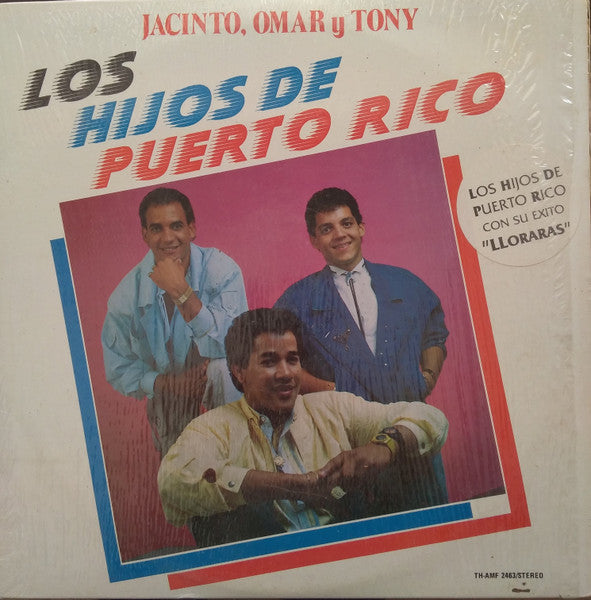 JACINTO, OMAR y TONY
LOS
HIJOS DE
PUERTO RICO
LOS HIJOS DE
PUERTO RICO
CON SU EXITO
"LLORARAS"
TH-AMF 2463/STEREO